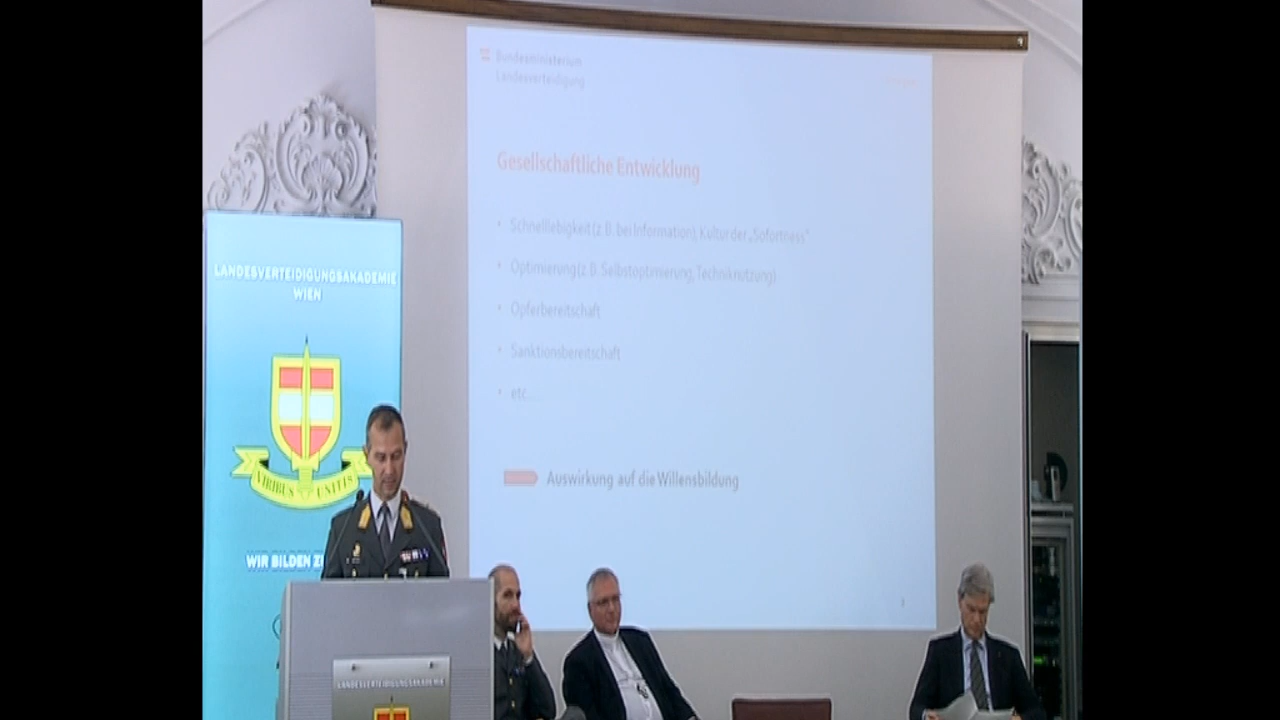 Bundesministerium
Landesverteidigung
Gesellschaftliche Entwicklung
• Schnelllebigkeit (z. B. bei Information), Kultur der „Sofortness“
• Optimierung (z. B. Selbstoptimierung, Techniknutzung)
• Opferbereitschaft
• Sanktionsbereitschaft
• etc....
Auswirkung auf die Willensbildung
LANDESVERTEIDIGUNGSAKADEMIE
WIEN
VIRIBUS UNITIS
WIR BILDEN
LANDESVERTEIDIGUNGSAKADEMIE